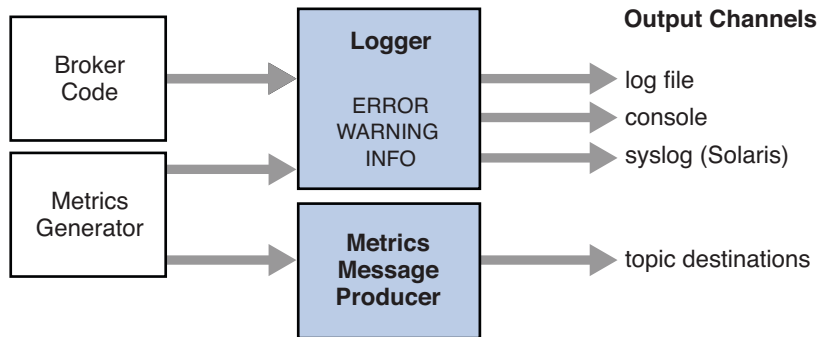 Output Channels
Broker
Code
Logger
ERROR
WARNING
INFO
log file
console
syslog (Solaris)
Metrics
Generator
Metrics
Message
Producer
topic destinations